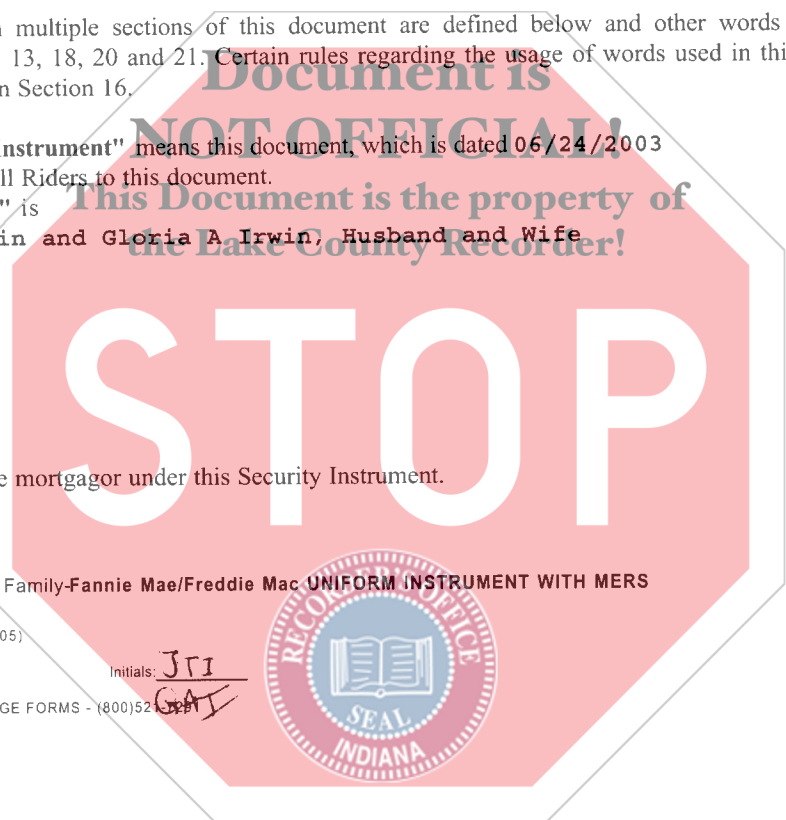 multiple sections of this document are defined below and other words
13, 18, 20 and 21. Certain rules regarding the usage of words used in thi
n Section 16.
Document is
NOT OFFICIAL!
This Document is the property of
the Lake County Recorder!
nstrument" means this document, which is dated 06/24/2003
ll Riders to this document.
" is
in and Gloria A Irwin, Husband and Wife
STOP
e mortgagor under this Security Instrument.
Family-Fannie Mae/Freddie Mac UNIFORM INSTRUMENT WITH MERS
05)
Initials: JTI
GAI
GE FORMS - (800)521
RECORDER'S OFFICE
SEAL
INDIANA